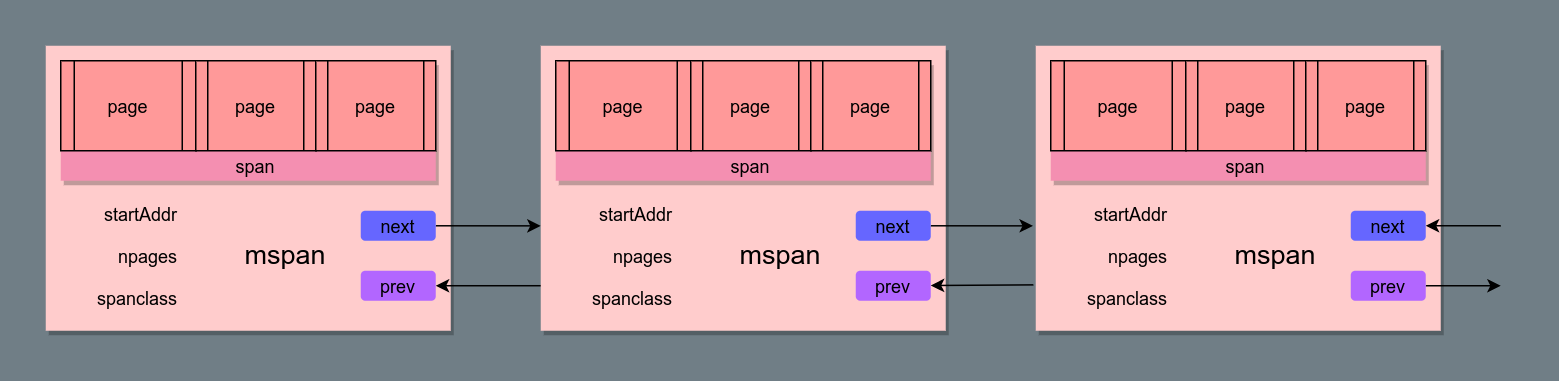 page page page
span
startAddr
next
npages
mspan
prev
spanclass
page page page
span
startAddr
next
npages
mspan
prev
spanclass
page page page
span
startAddr
next
npages
mspan
prev
spanclass